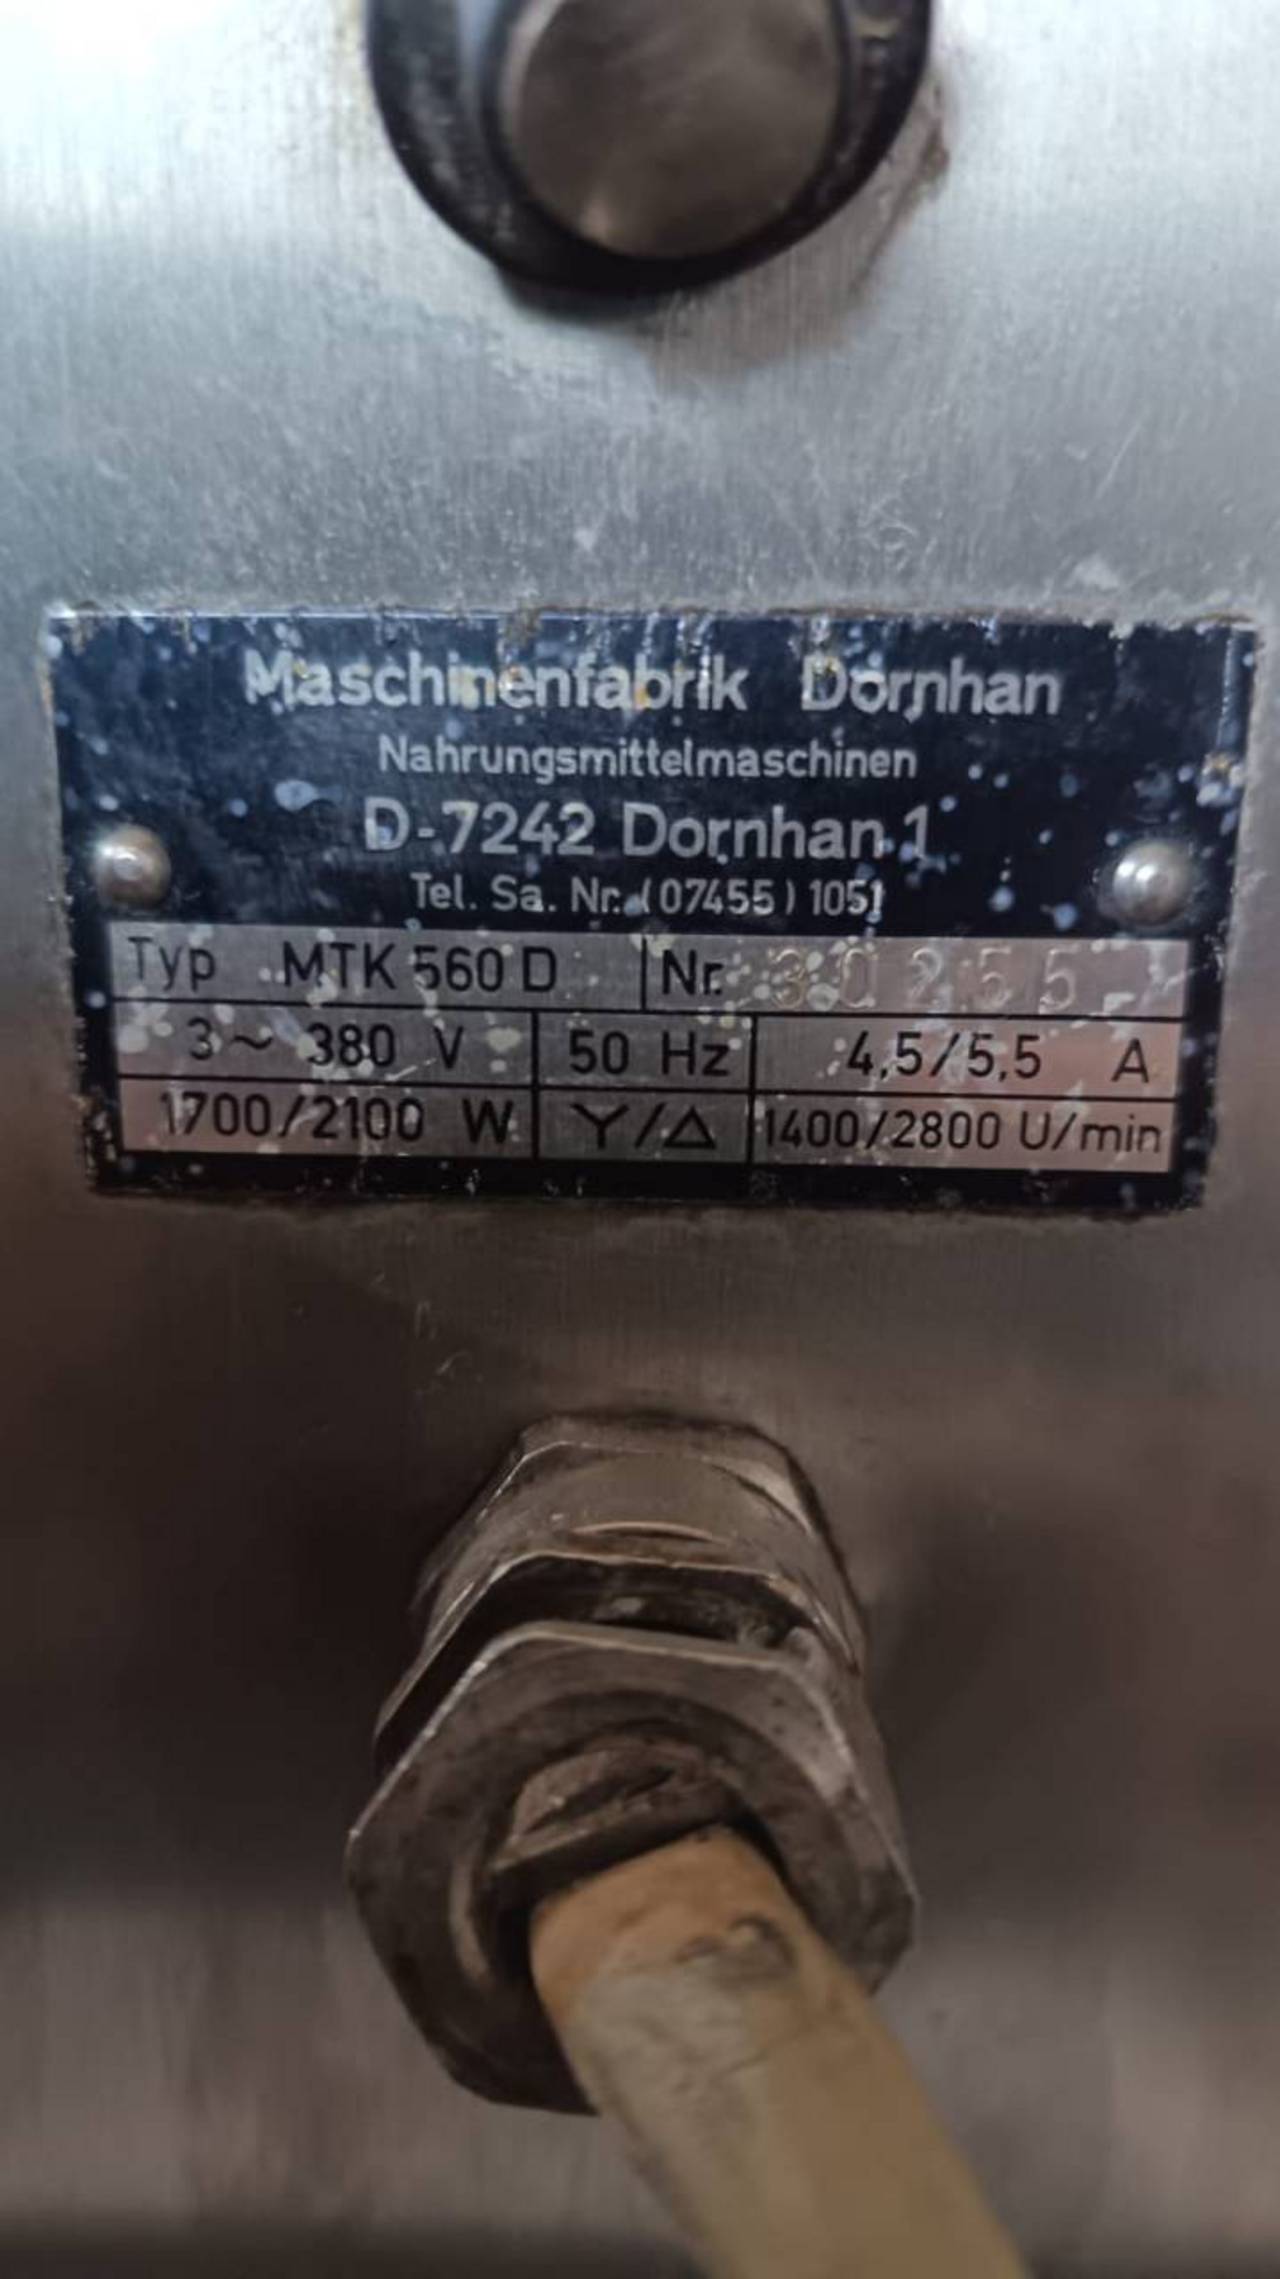 Maschinenfabrik Dornhan
Nahrungsmittelmaschinen
D-7242 Dornhan 1
Tel. Sa. Nr. (07455) 1051
Typ MTK 560 D Nr. 30255
3~ 380 V 50 Hz 4,5/5,5 A
1700/2100 W Y/Δ 1400/2800 U/min